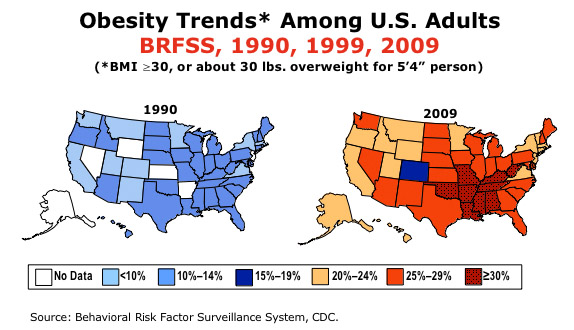 Obesity Trends* Among U.S. Adults
BRFSS, 1990, 1999, 2009
(*BMI ≥30, or about 30 lbs. overweight for 5’4” person)
1990
2009
No Data <10% 10%–14% 15%–19% 20%–24% 25%–29% ≥30%
Source: Behavioral Risk Factor Surveillance System, CDC.